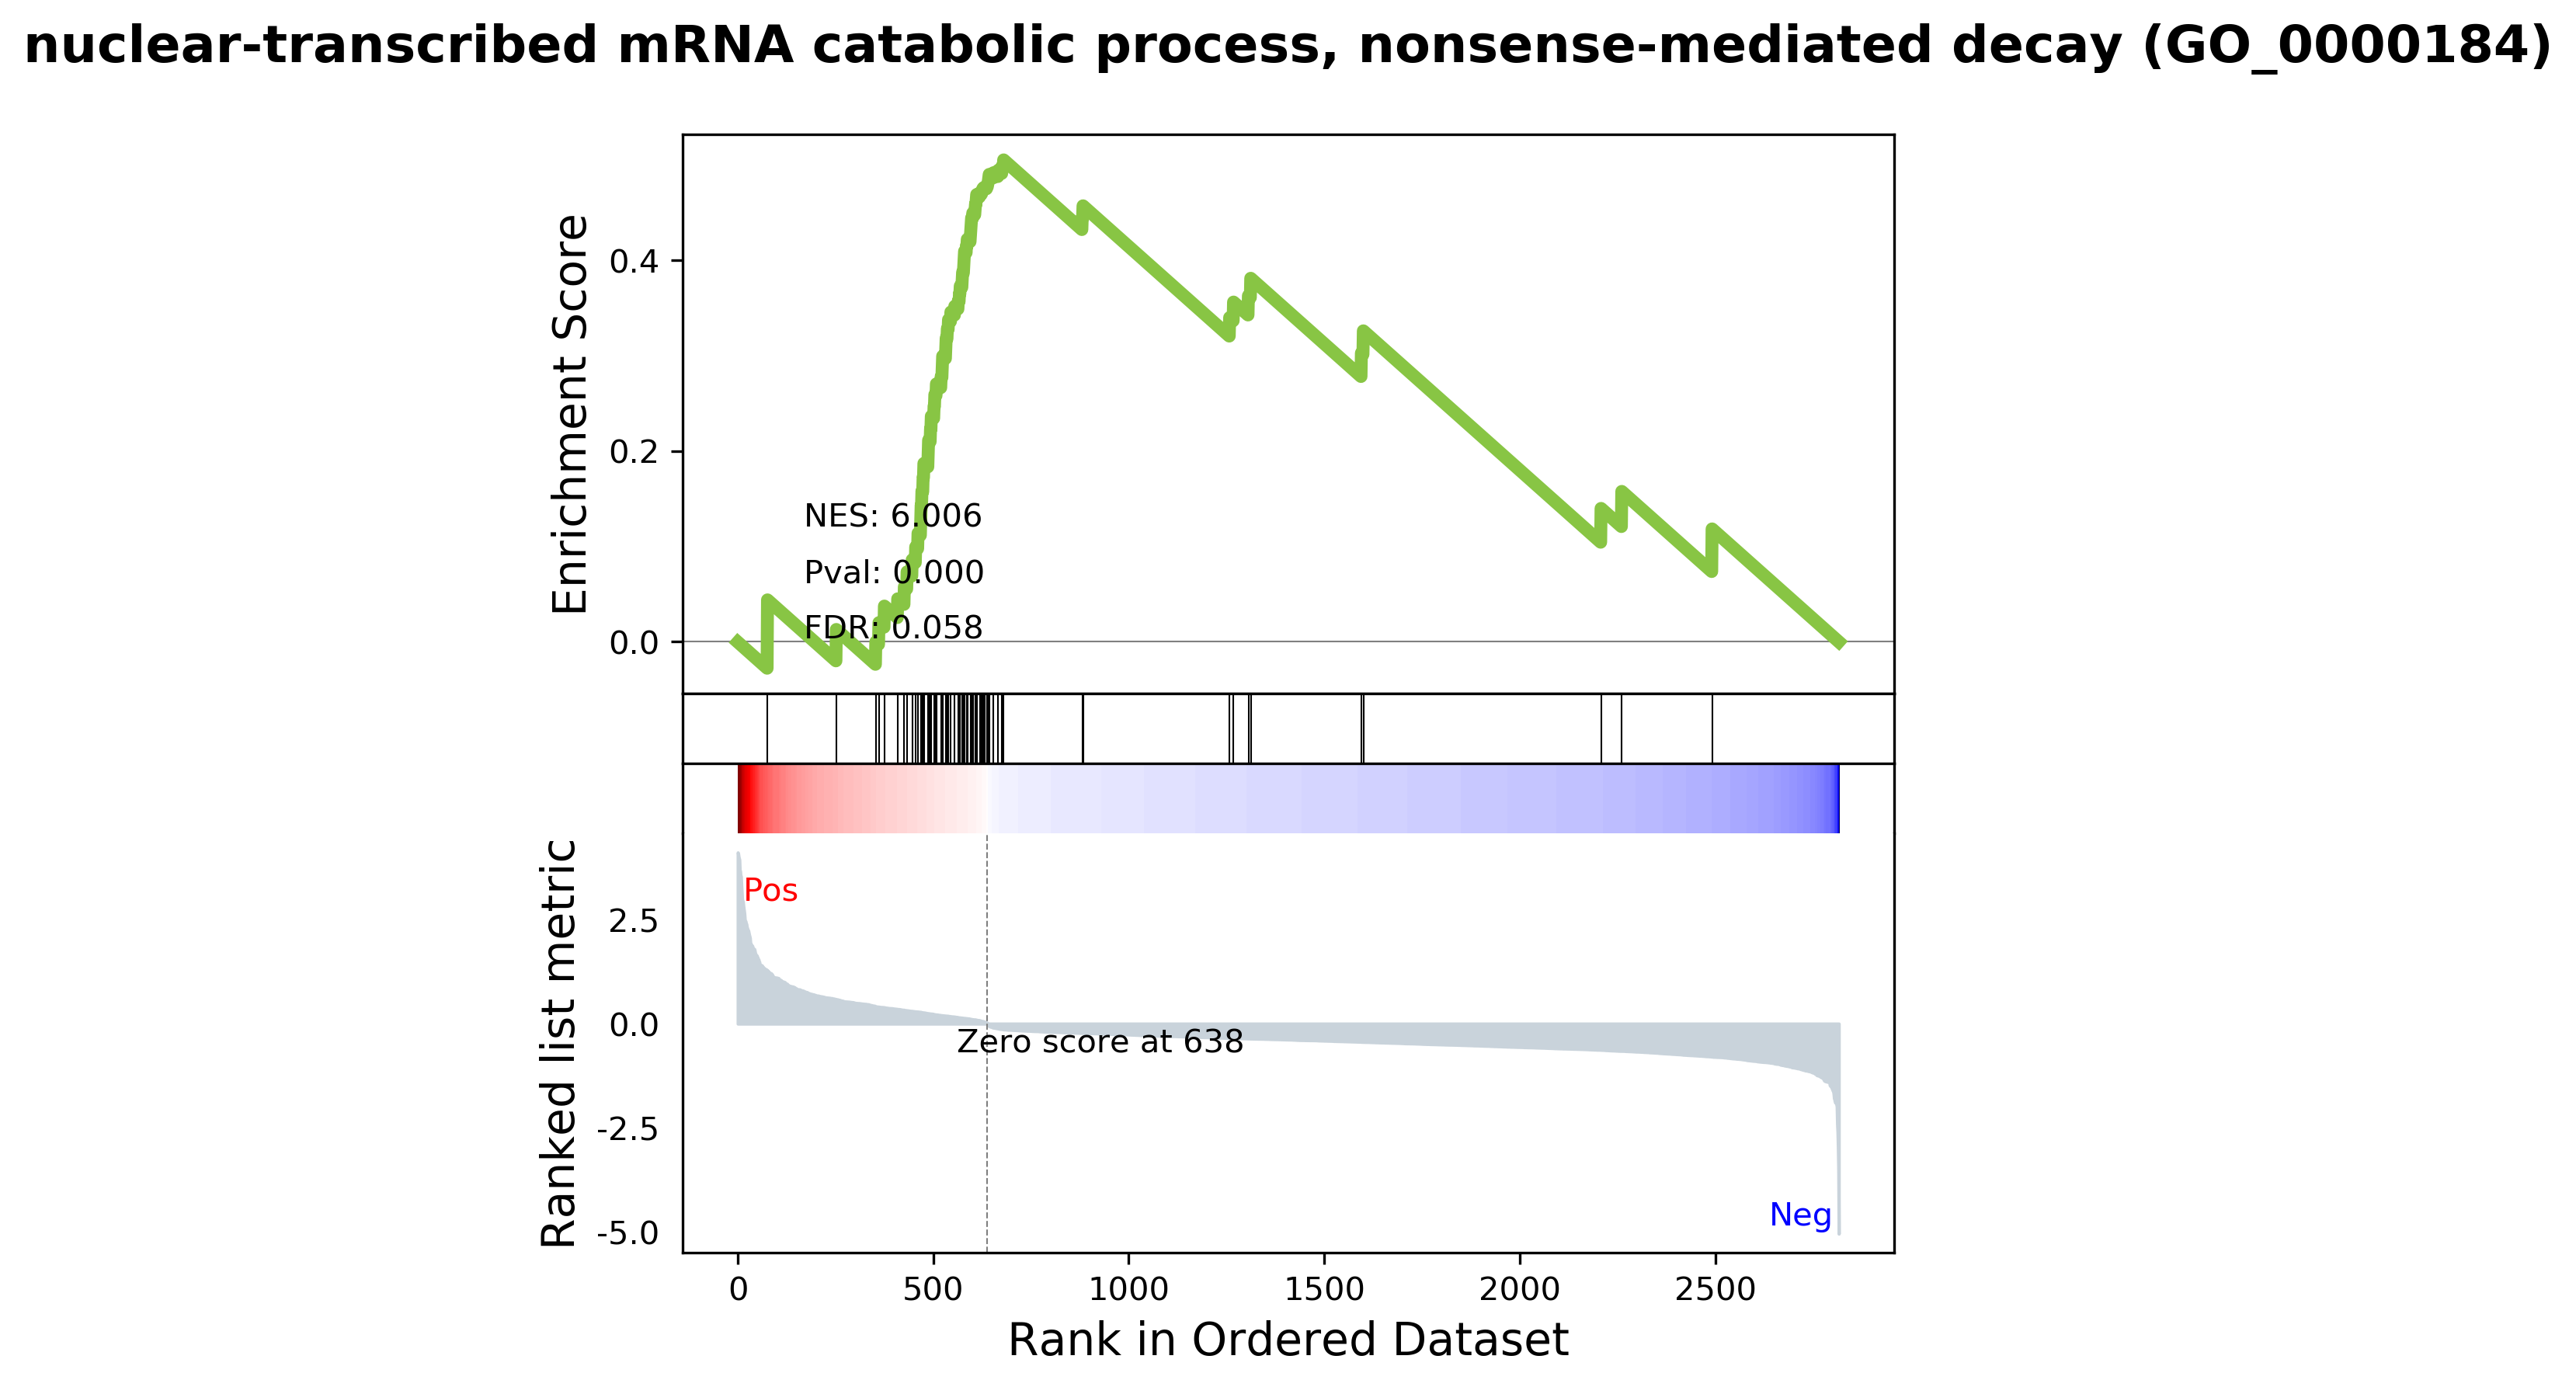 nuclear-transcribed mRNA catabolic process, nonsense-mediated decay (GO_0000184)
Enrichment Score
0.4
0.2
0.0
NES: 6.006
Pval: 0.000
FDR: 0.058
Ranked list metric
2.5
0.0
-2.5
-5.0
Pos
Zero score at 638
Neg
0 500 1000 1500 2000 2500
Rank in Ordered Dataset